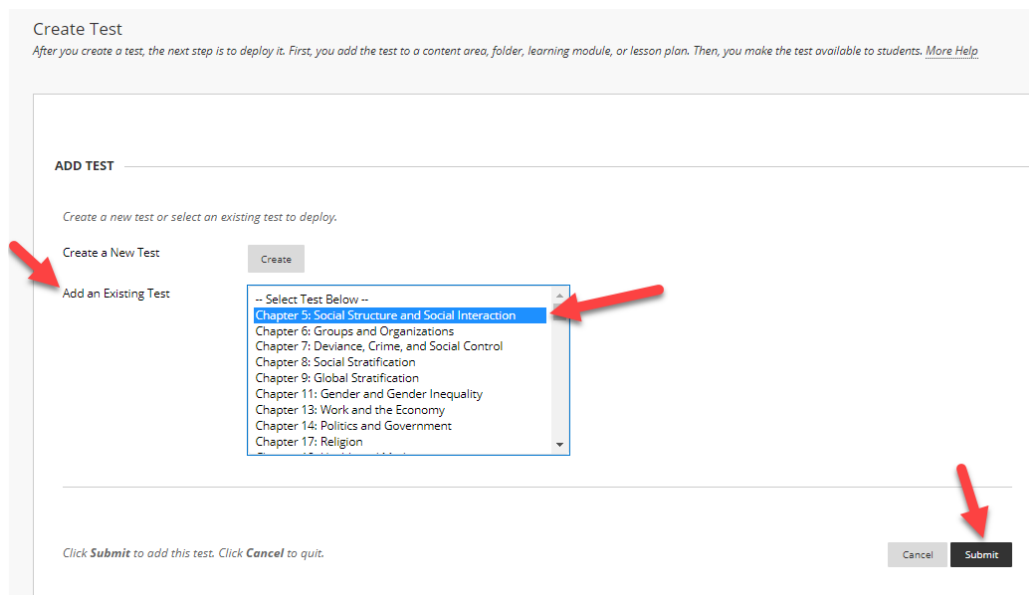 Create Test
After you create a test, the next step is to deploy it. First, you add the test to a content area, folder, learning module, or lesson plan. Then, you make the test available to students. More Help
ADD TEST
Create a new test or select an existing test to deploy.
Create a New Test
Create
Add an Existing Test
-- Select Test Below --
Chapter 5: Social Structure and Social Interaction
Chapter 6: Groups and Organizations
Chapter 7: Deviance, Crime, and Social Control
Chapter 8: Social Stratification
Chapter 9: Global Stratification
Chapter 11: Gender and Gender Inequality
Chapter 13: Work and the Economy
Chapter 14: Politics and Government
Chapter 17: Religion
Click Submit to add this test. Click Cancel to quit.
Cancel
Submit